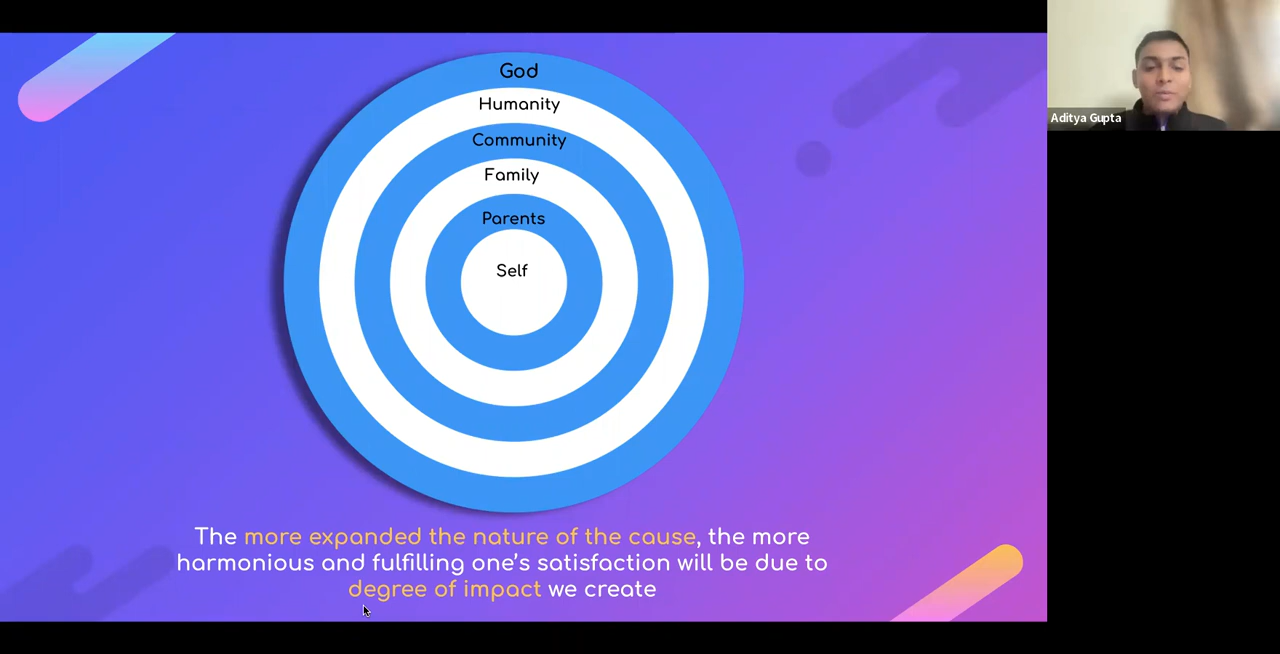 God
Humanity
Community
Family
Parents
Self
The more expanded the nature of the cause, the more
harmonious and fulfilling one's satisfaction will be due to
degree of impact we create
Aditya Gupta